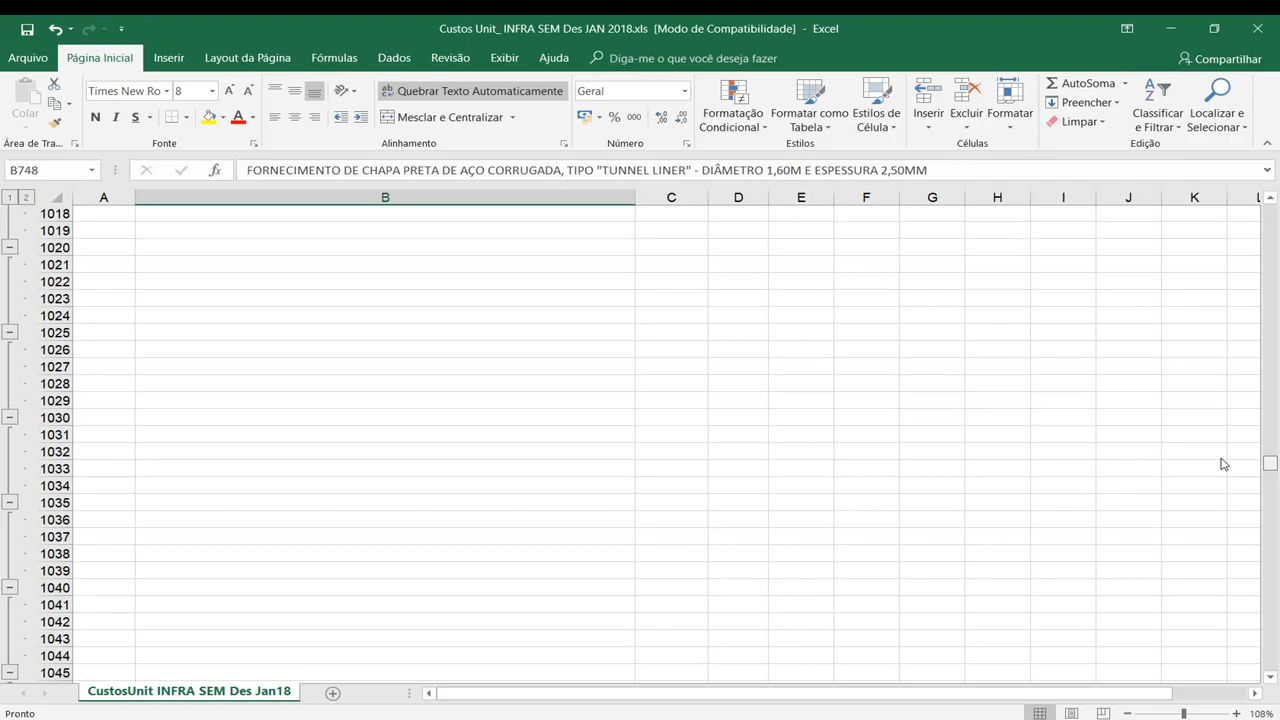 Custos Unit_ INFRA SEM Des JAN 2018.xls [Modo de Compatibilidade] - Excel
Arquivo Página Inicial Inserir Layout da Página Fórmulas Dados Revisão Exibir Ajuda Diga-me o que você deseja fazer Compartilhar
Colar Times New Ro 8 Quebrar Texto Automaticamente Geral AutoSoma
Formatação Condicional Formatar como Tabela Estilos de Célula Inserir Excluir Formatar Preencher Classificar e Filtrar Localizar e Selecionar
N I S A Mesclar e Centralizar % 000 Limpar
Área de Tra... Fonte Alinhamento Número Estilos Células Edição
B748 fx FORNECIMENTO DE CHAPA PRETA DE AÇO CORRUGADA, TIPO "TUNNEL LINER" - DIÂMETRO 1,60M E ESPESSURA 2,50MM
1 2 A B C D E F G H I J K L
1018
1019
1020
1021
1022
1023
1024
1025
1026
1027
1028
1029
1030
1031
1032
1033
1034
1035
1036
1037
1038
1039
1040
1041
1042
1043
1044
1045
CustosUnit INFRA SEM Des Jan18
Pronto 108%